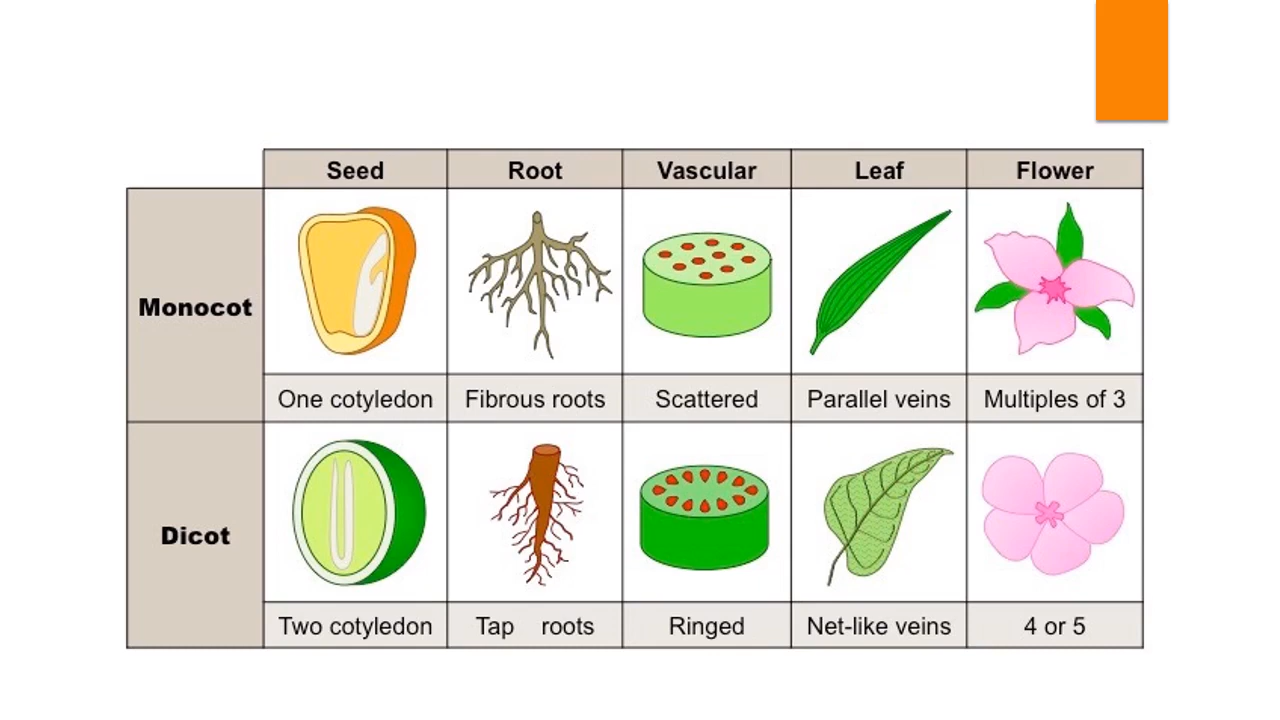 Seed Root Vascular Leaf Flower
Monocot
One cotyledon Fibrous roots Scattered Parallel veins Multiples of 3
Dicot
Two cotyledon Tap roots Ringed Net-like veins 4 or 5